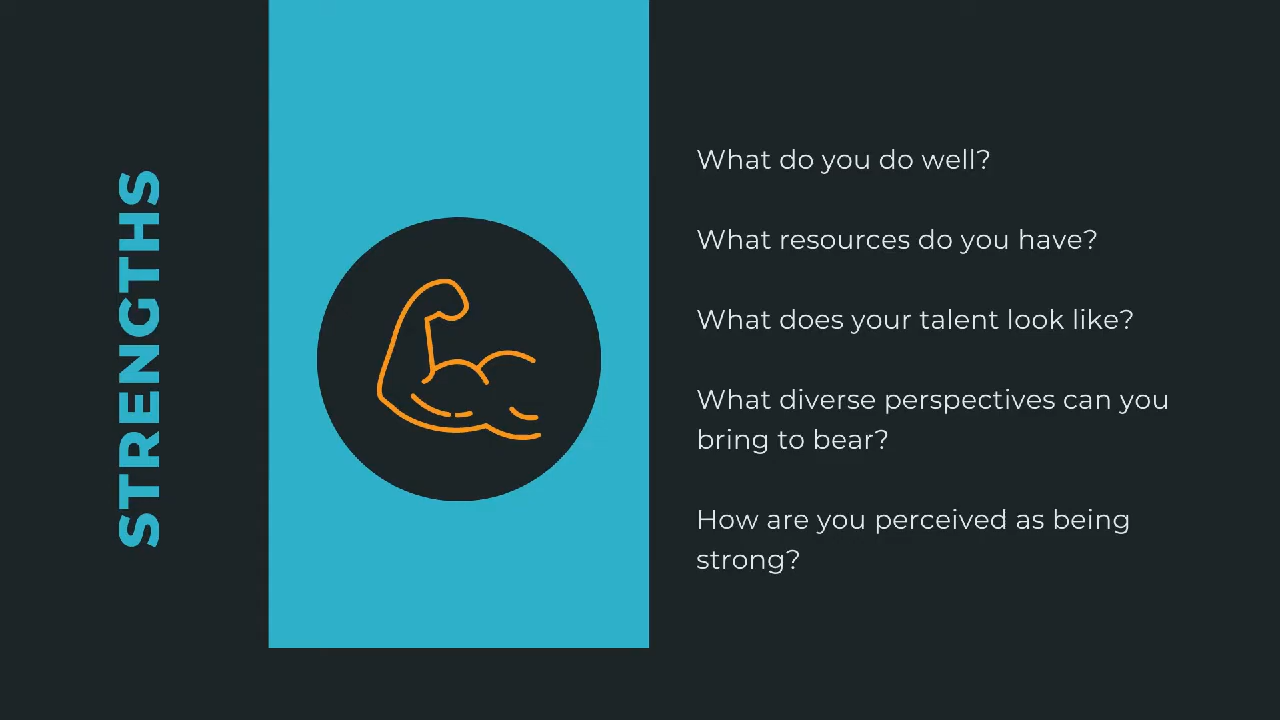 STRENGTHS
What do you do well?
What resources do you have?
What does your talent look like?
What diverse perspectives can you
bring to bear?
How are you perceived as being
strong?